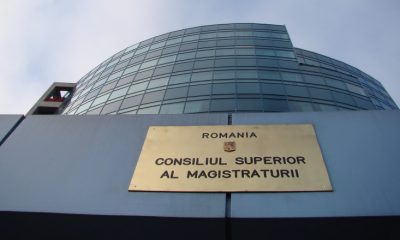 ROMANIA
CONSILIUL SUPERIOR
AL MAGISTRATURII